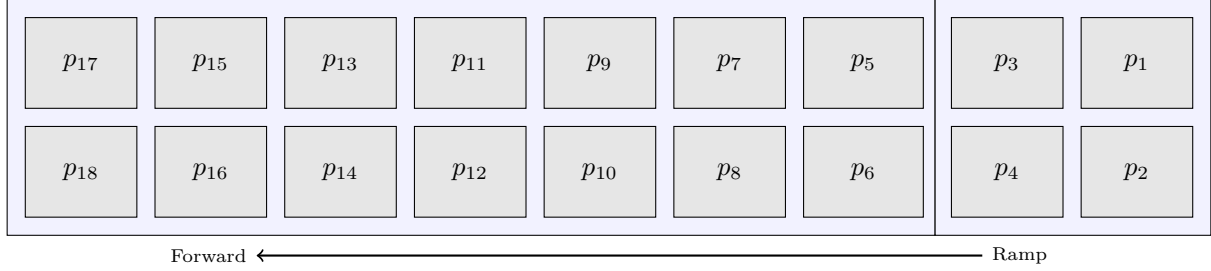 p₁₇ p₁₅ p₁₃ p₁₁ p₉ p₇ p₅ p₃ p₁
p₁₈ p₁₆ p₁₄ p₁₂ p₁₀ p₈ p₆ p₄ p₂
Forward Ramp